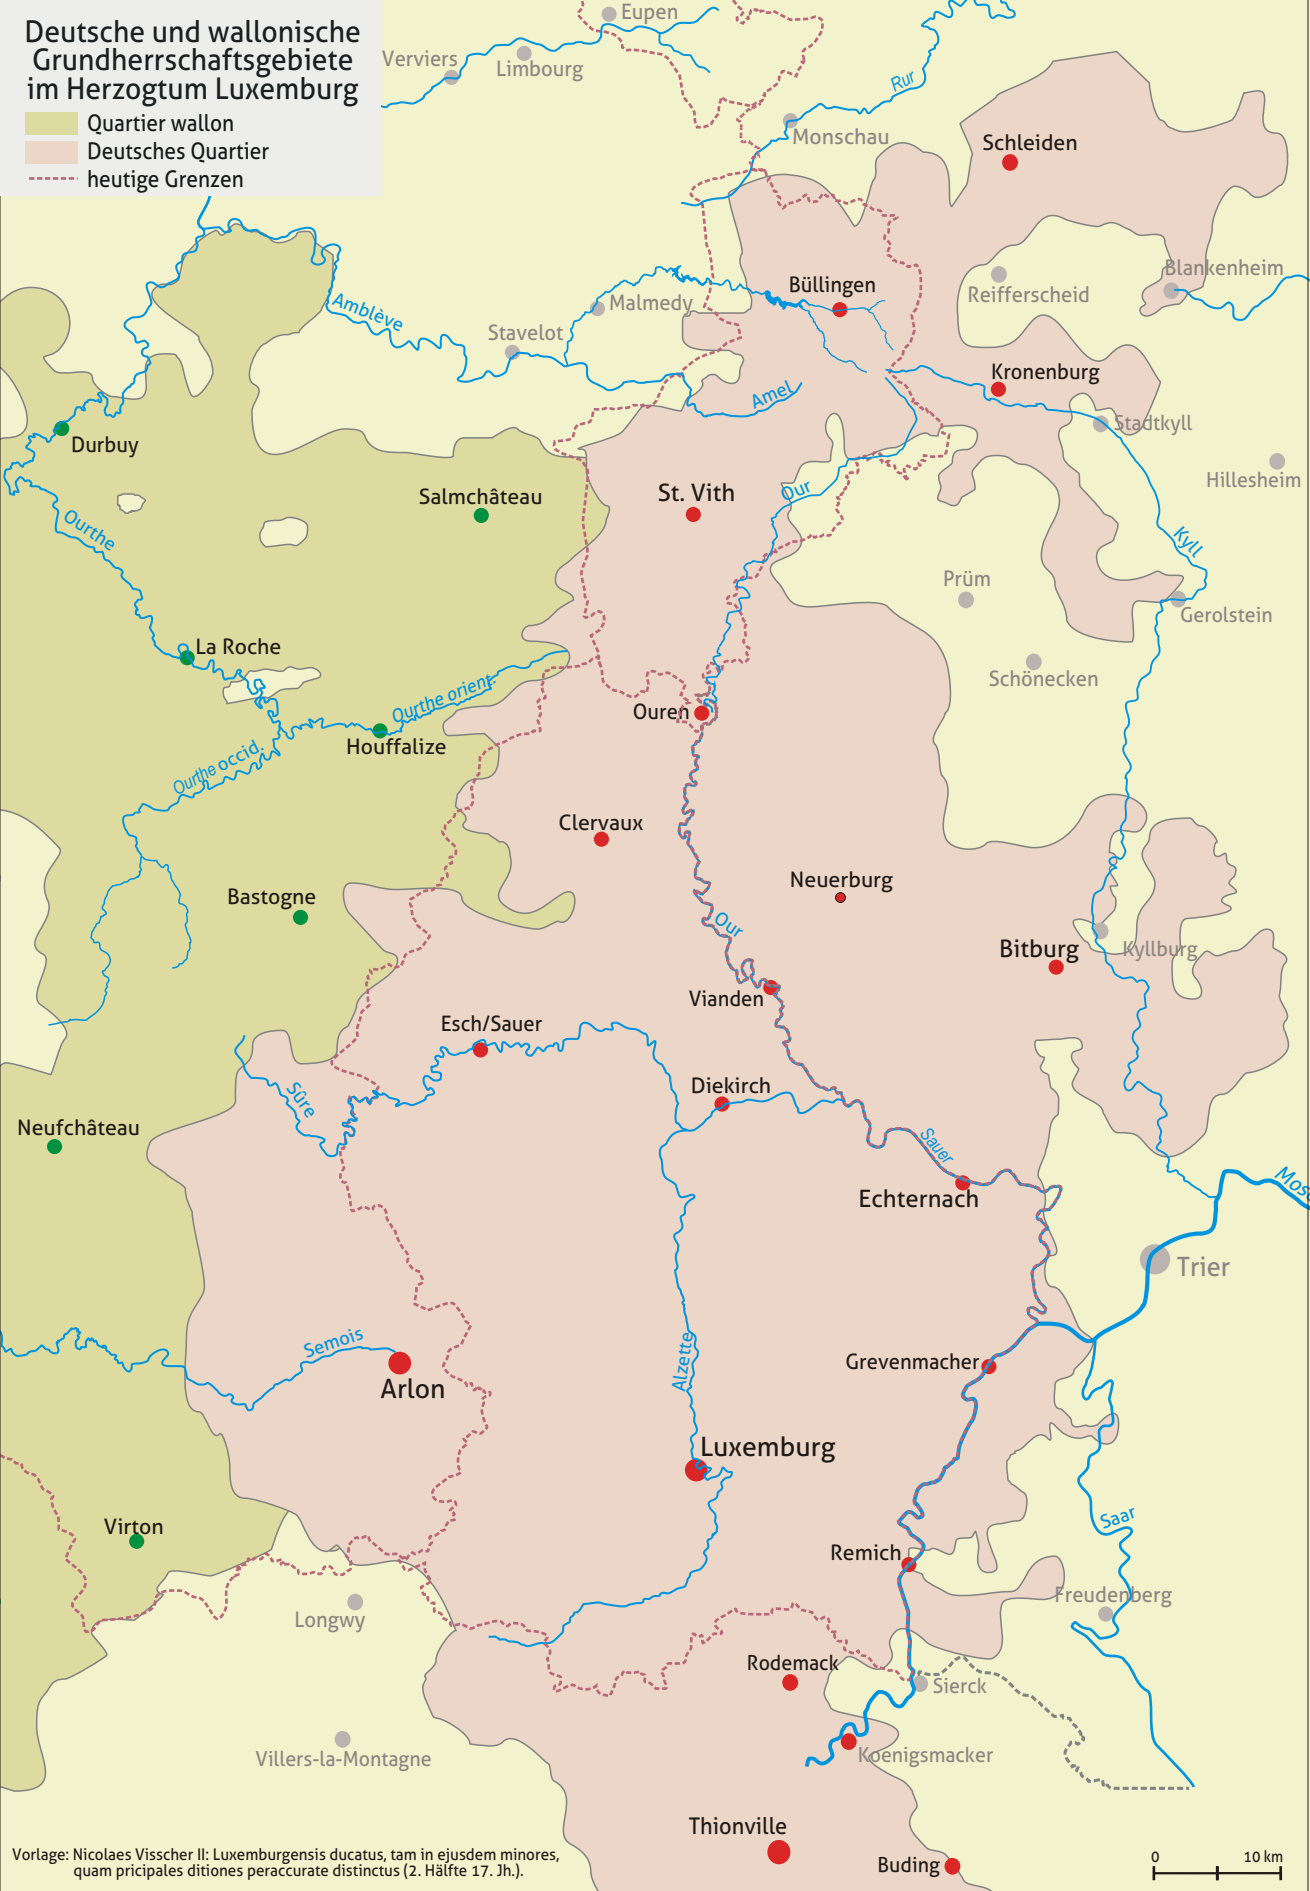 Deutsche und wallonische
Grundherrschaftsgebiete
im Herzogtum Luxemburg
Quartier wallon
Deutsches Quartier
heutige Grenzen
Eupen
Verviers
Limbourg
Rur
Monschau
Schleiden
Blankenheim
Reifferscheid
Büllingen
Malmedy
Amblève
Stavelot
Kronenburg
Amel
Stadtkyll
Durbuy
Hillesheim
Salmchâteau
St. Vith
Our
Ourthe
Kyll
Prüm
Gerolstein
La Roche
Schönecken
Ourthe orient.
Ouren
Houffalize
Ourthe occid.
Clervaux
Neuerburg
Bastogne
Our
Bitburg
Kyllburg
Vianden
Esch/Sauer
Diekirch
Sûre
Neufchâteau
Sauer
Echternach
Mos
Trier
Semois
Alzette
Grevenmacher
Arlon
Luxemburg
Saar
Virton
Remich
Freudenberg
Longwy
Rodemack
Sierck
Villers-la-Montagne
Koenigsmacker
Thionville
Buding
Vorlage: Nicolaes Visscher II: Luxemburgensis ducatus, tam in ejusdem minores,
quam pricipales ditiones peraccurate distinctus (2. Hälfte 17. Jh.).
0 10 km